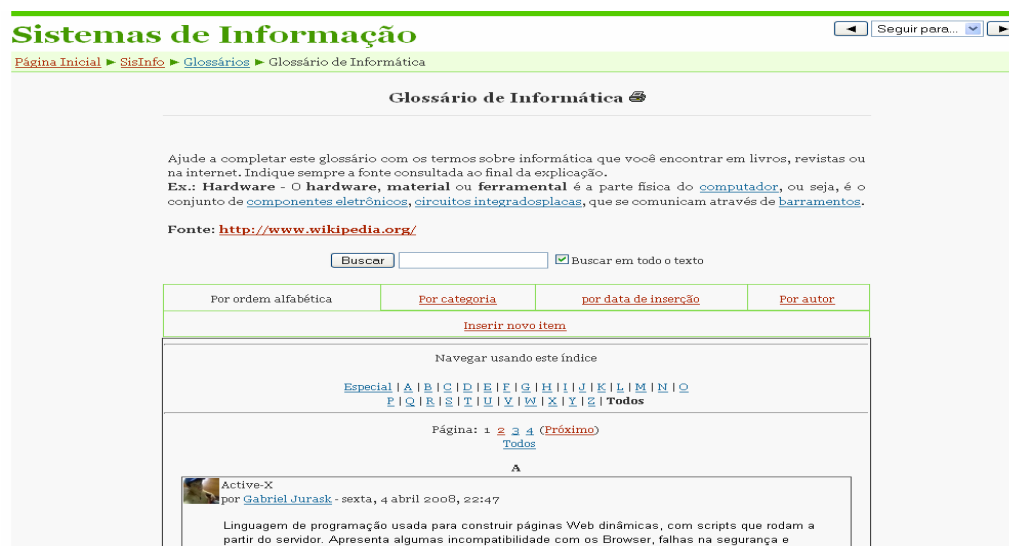 Sistemas de Informação
Seguir para...
Página Inicial ► SisInfo ► Glossários ► Glossário de Informática
Glossário de Informática
Ajude a completar este glossário com os termos sobre informática que você encontrar em livros, revistas ou
na internet. Indique sempre a fonte consultada ao final da explicação.
Ex.: Hardware - O hardware, material ou ferramental é a parte física do computador, ou seja, é o
conjunto de componentes eletrônicos, circuitos integradosplacas, que se comunicam através de barramentos.
Fonte: http://www.wikipedia.org/
Buscar Buscar em todo o texto
Por ordem alfabética Por categoria por data de inserção Por autor
Inserir novo item
Navegar usando este índice
Especial | A | B | C | D | E | F | G | H | I | J | K | L | M | N | O
P | Q | R | S | T | U | V | W | X | Y | Z | Todos
Página: 1 2 3 4 (Próximo)
Todos
A
Active-X
por Gabriel Jurask - sexta, 4 abril 2008, 22:47
Linguagem de programação usada para construir páginas Web dinâmicas, com scripts que rodam a
partir do servidor. Apresenta algumas incompatibilidade com os Browser, falhas na segurança e